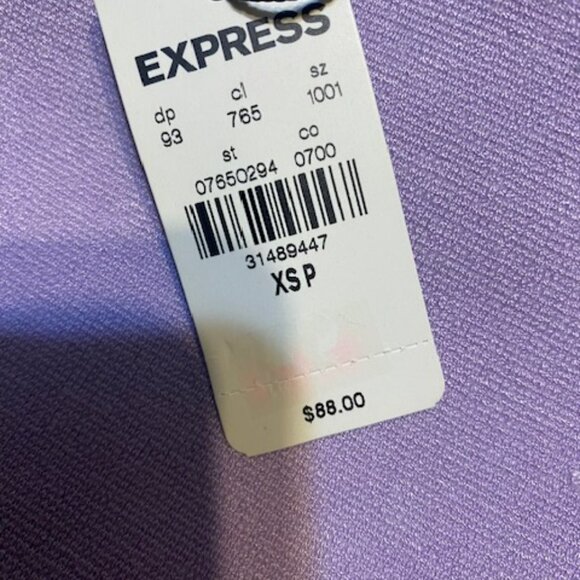 EXPRESS
dp cl sz
93 765 1001
st co
07650294 0700
31489447
XS P
$88.00